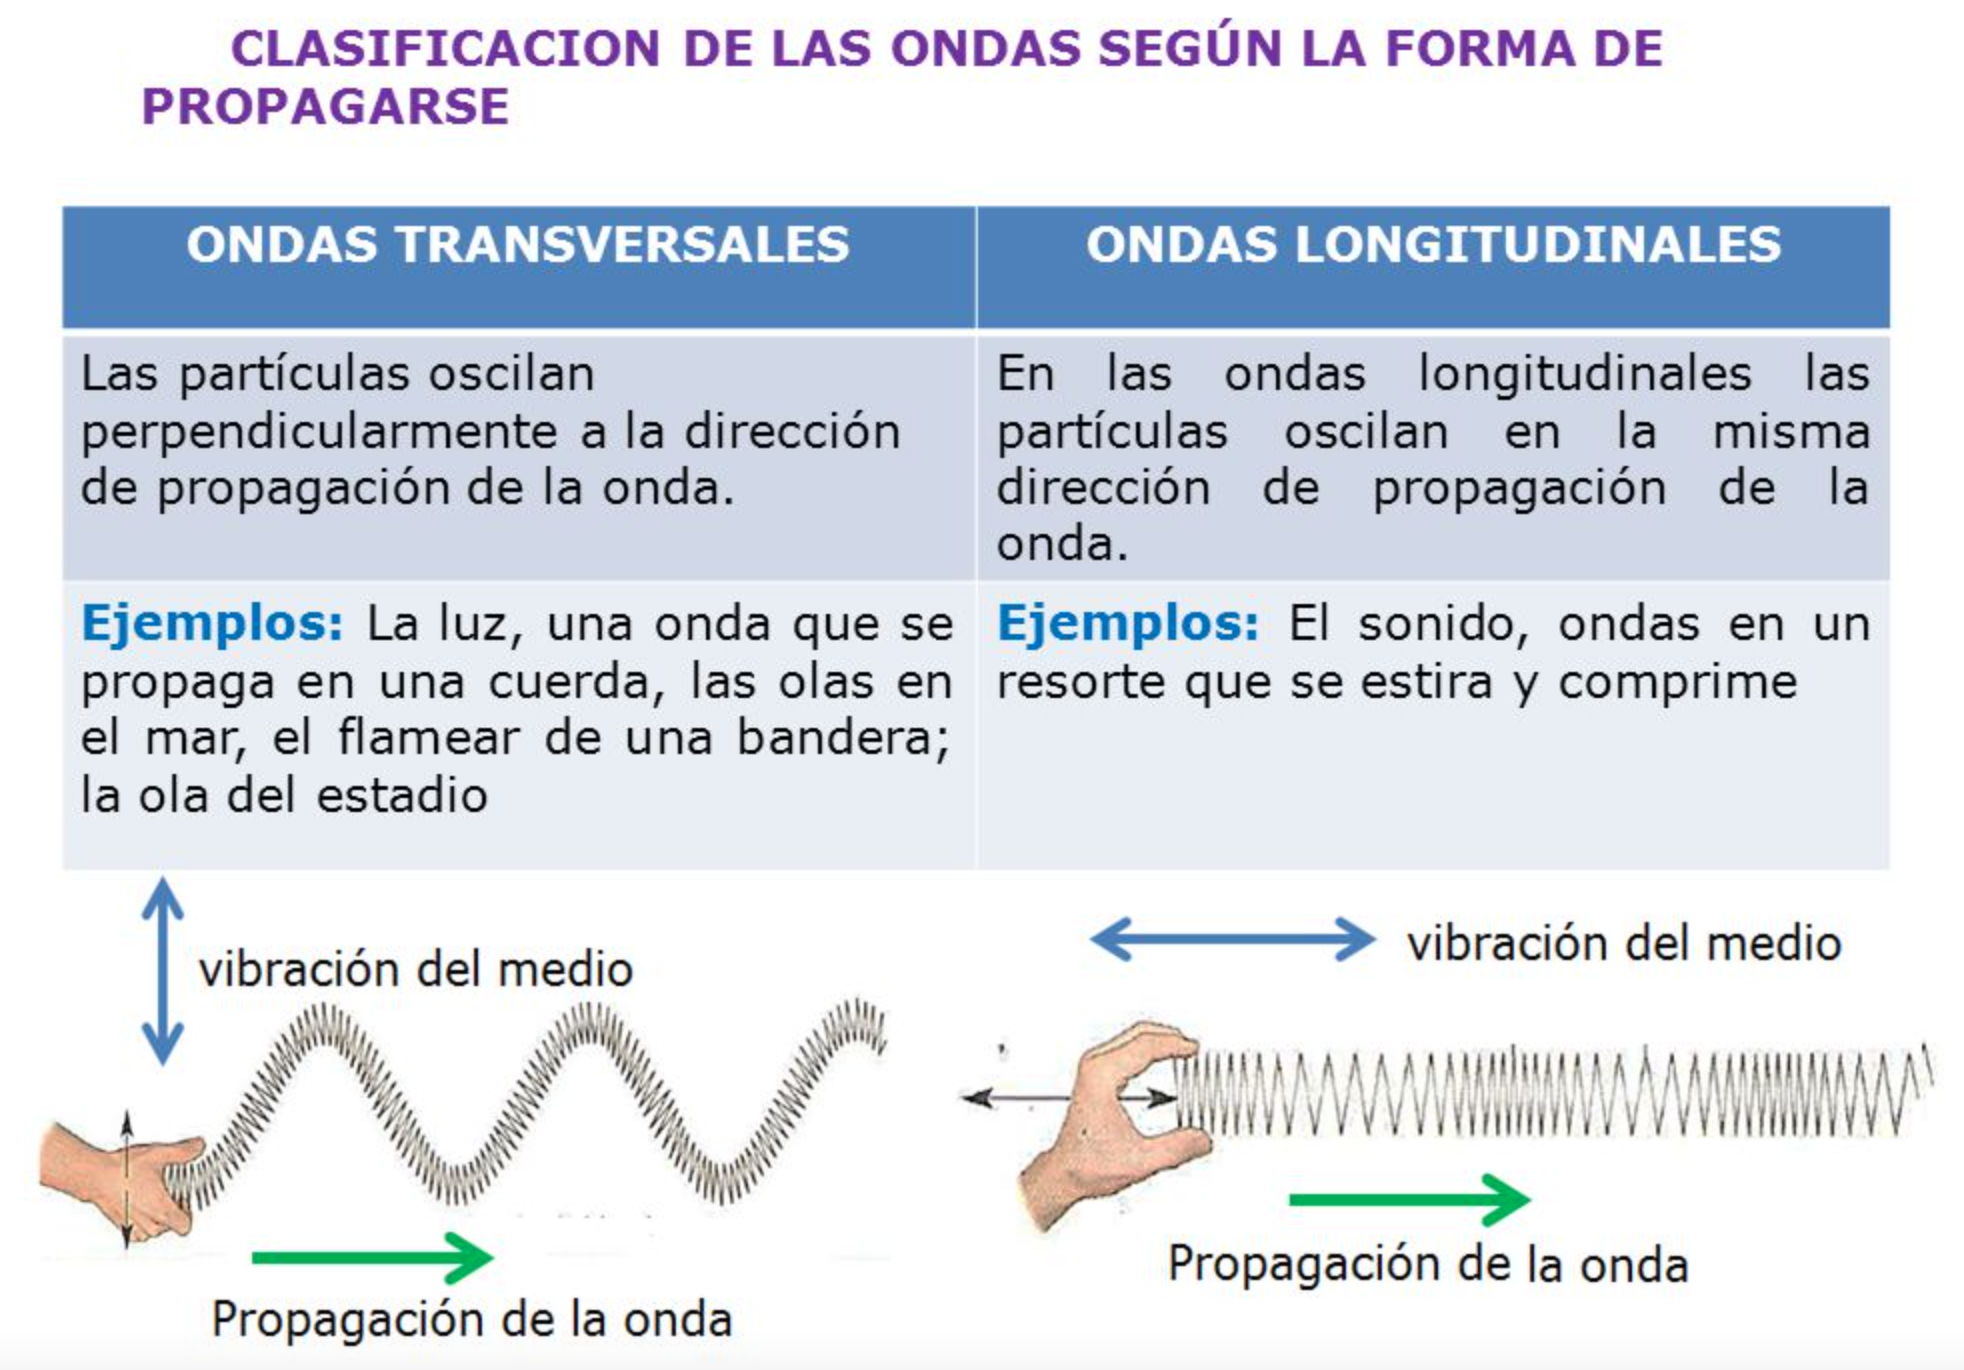 CLASIFICACION DE LAS ONDAS SEGÚN LA FORMA DE
PROPAGARSE
ONDAS TRANSVERSALES
ONDAS LONGITUDINALES
Las partículas oscilan
perpendicularmente a la dirección
de propagación de la onda.
En las ondas longitudinales las
partículas oscilan en la misma
dirección de propagación de la
onda.
Ejemplos: La luz, una onda que se
propaga en una cuerda, las olas en
el mar, el flamear de una bandera;
la ola del estadio
Ejemplos: El sonido, ondas en un
resorte que se estira y comprime
vibración del medio
vibración del medio
Propagación de la onda
Propagación de la onda